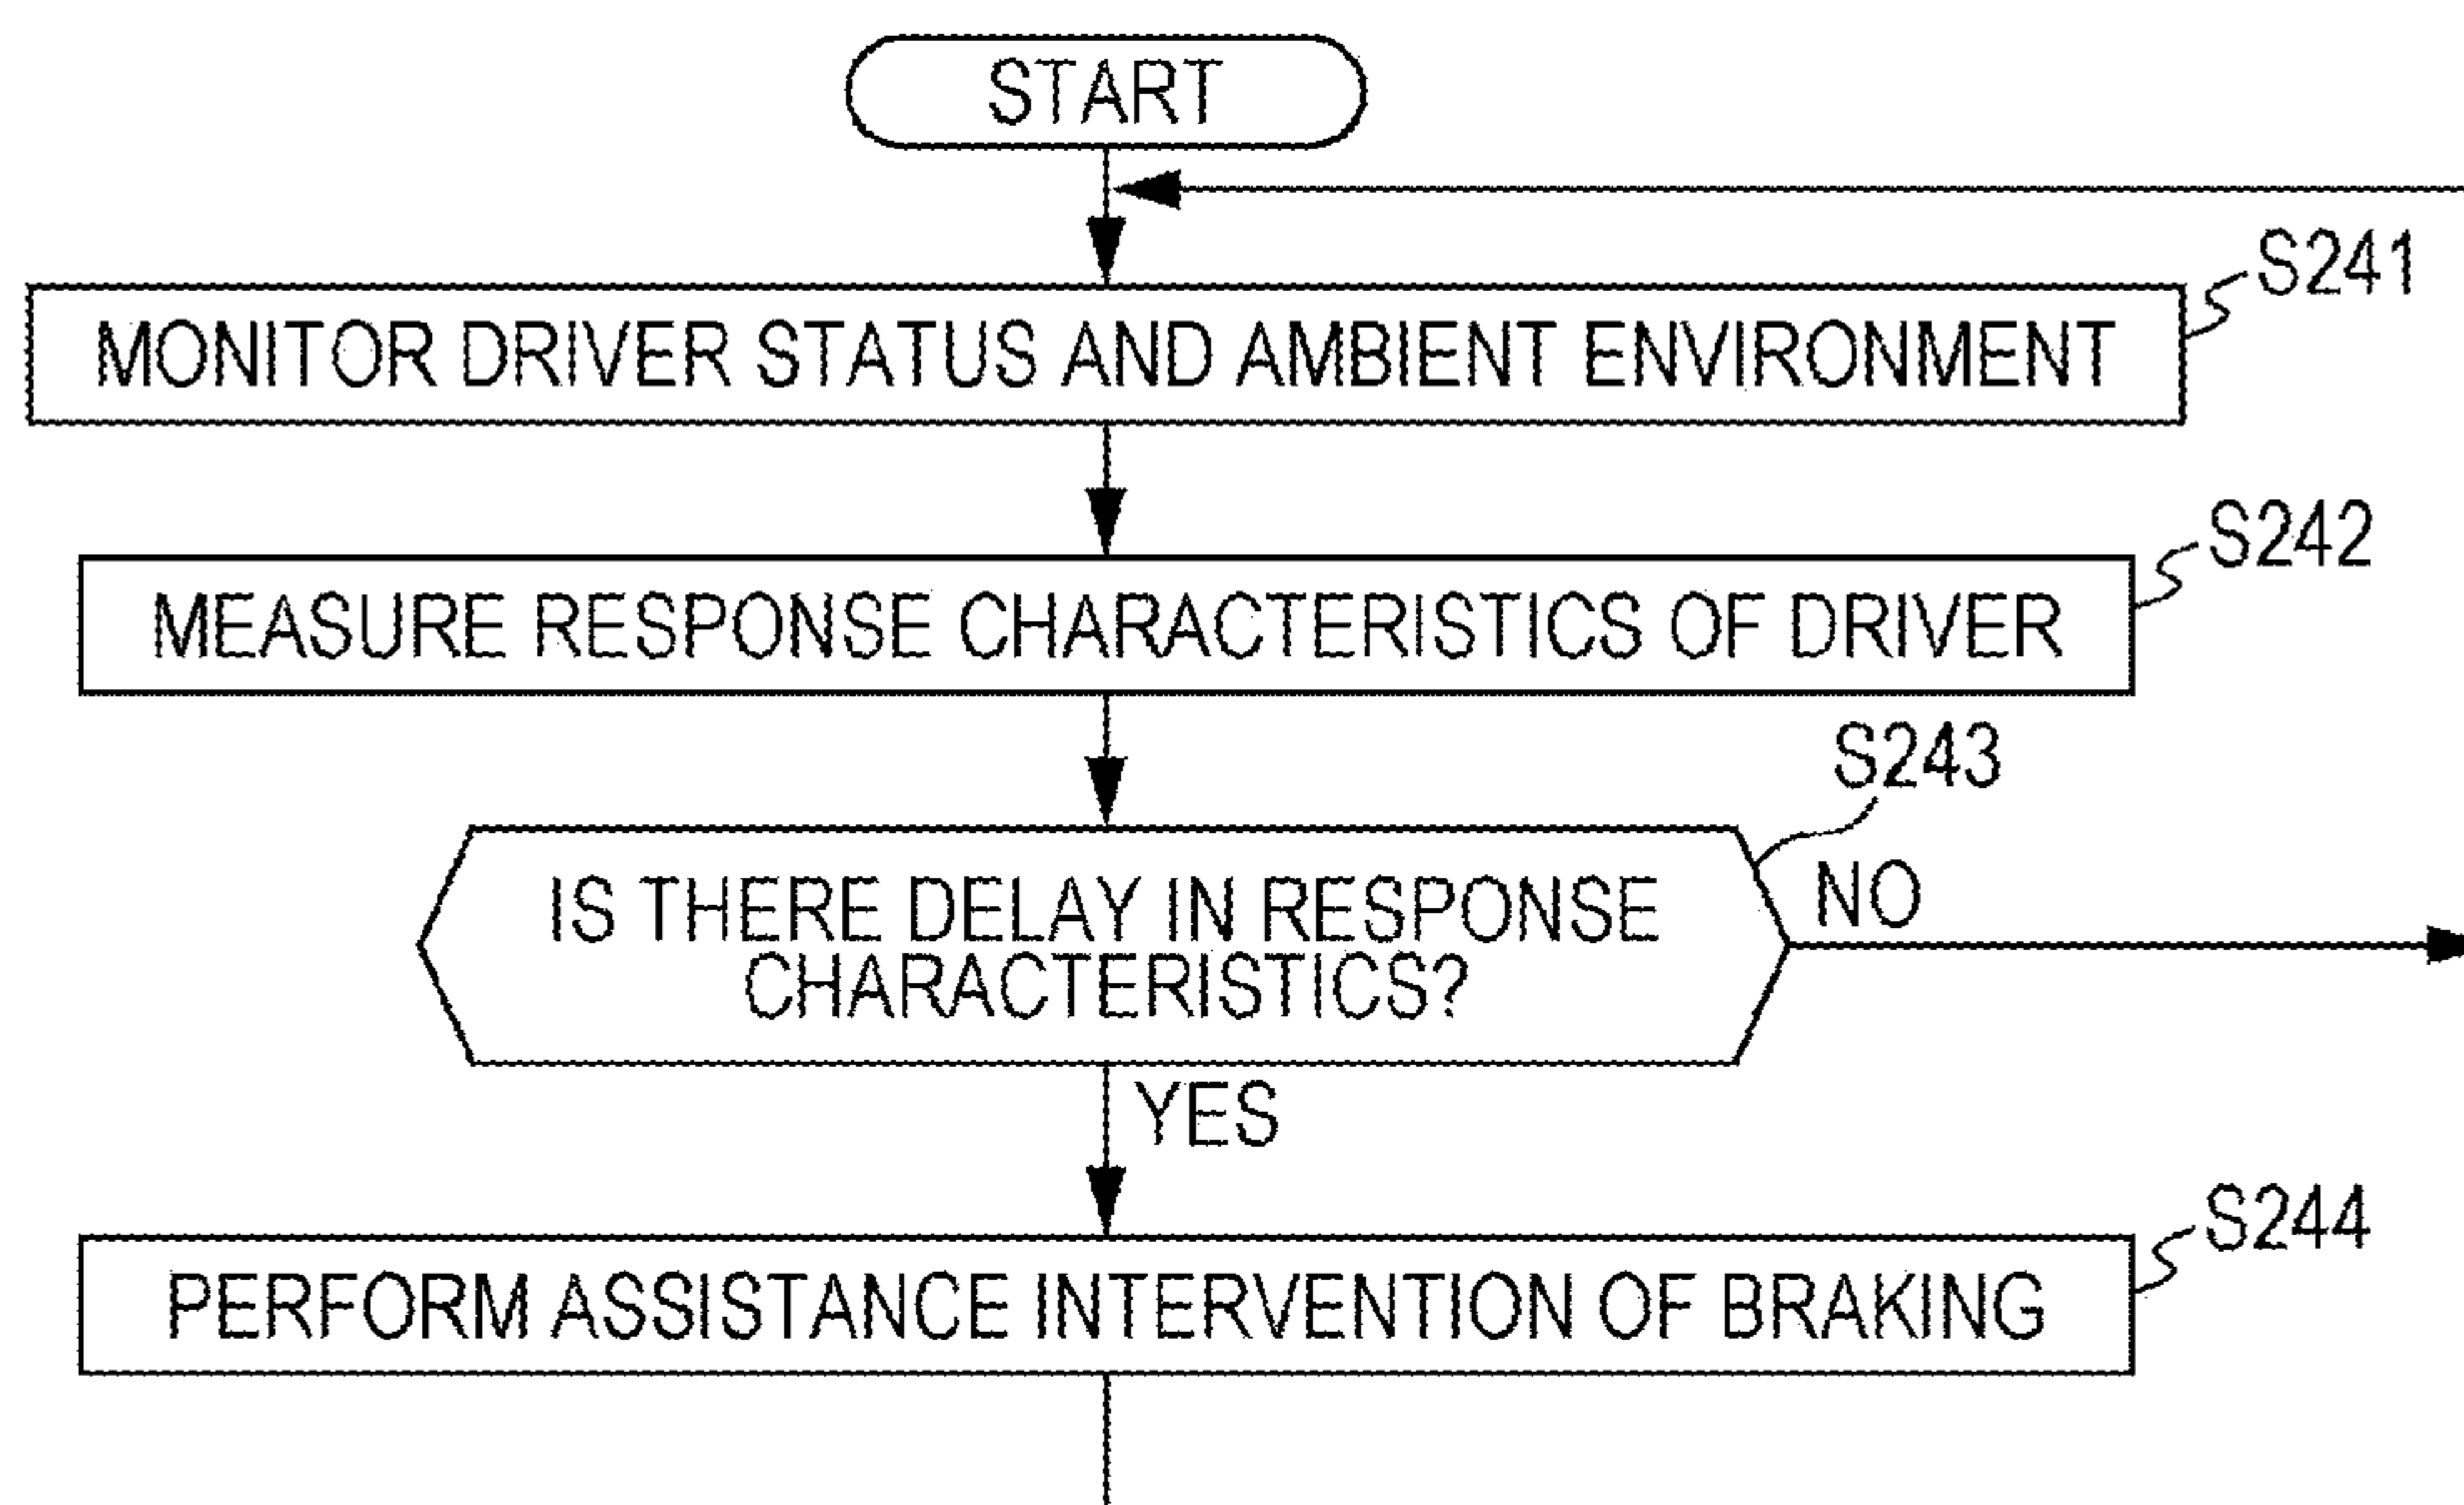 START
S241
MONITOR DRIVER STATUS AND AMBIENT ENVIRONMENT
S242
MEASURE RESPONSE CHARACTERISTICS OF DRIVER
S243
IS THERE DELAY IN RESPONSE
CHARACTERISTICS?
NO
YES
S244
PERFORM ASSISTANCE INTERVENTION OF BRAKING